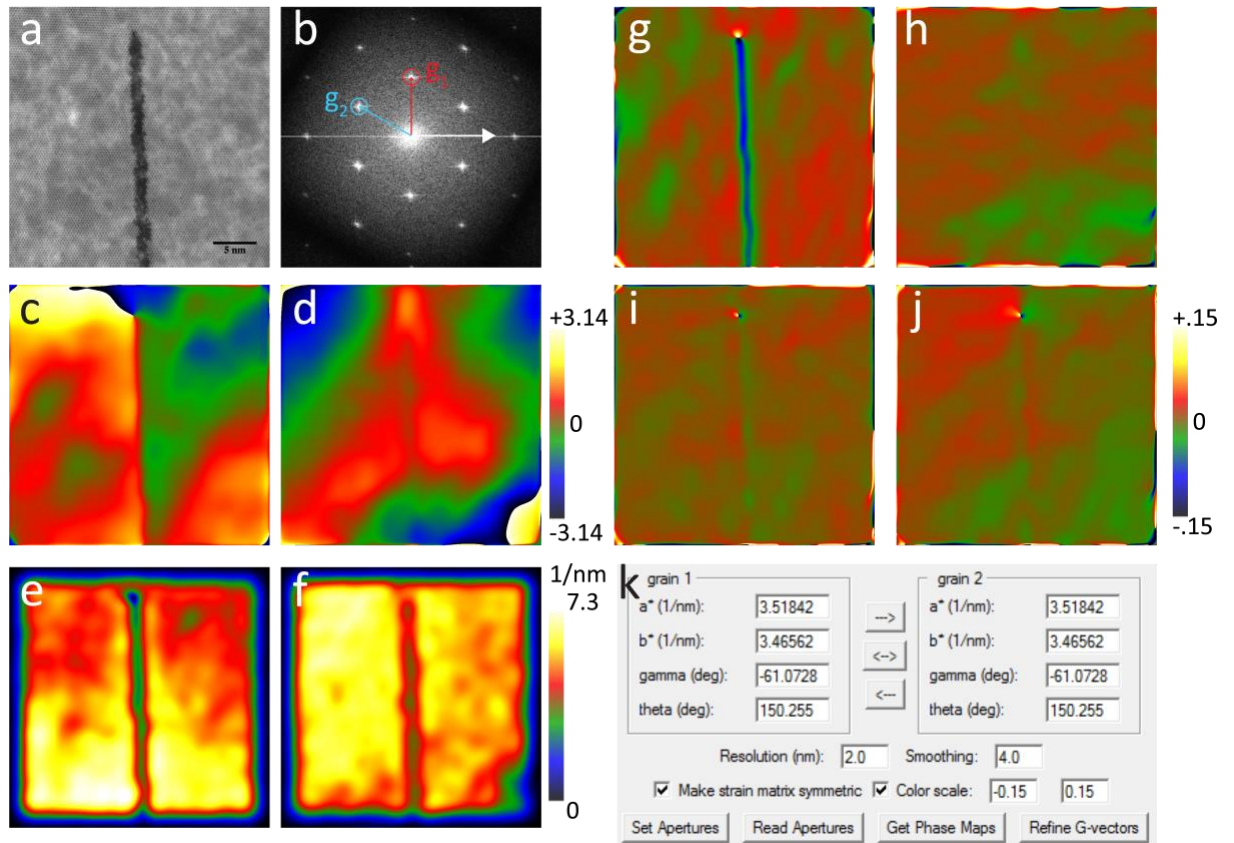 a
5 nm
b
g1
g2
c
d
+3.14
0
-3.14
e
f
1/nm
7.3
0
g
h
i
j
+.15
0
-.15
k
grain 1
a* (1/nm): 3.51842
b* (1/nm): 3.46562
gamma (deg): -61.0728
theta (deg): 150.255
--->
<-->
<---
grain 2
a* (1/nm): 3.51842
b* (1/nm): 3.46562
gamma (deg): -61.0728
theta (deg): 150.255
Resolution (nm): 2.0 Smoothing: 4.0
Make strain matrix symmetric Color scale: -0.15 0.15
Set Apertures Read Apertures Get Phase Maps Refine G-vectors